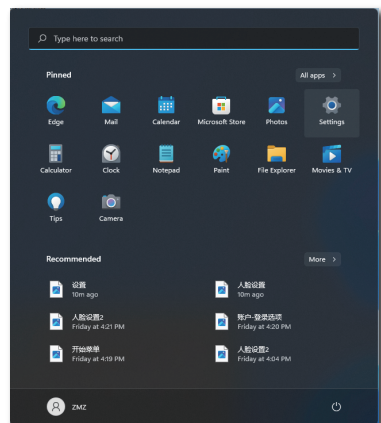 Type here to search
Pinned
All apps >
Edge
Mail
Calendar
Microsoft Store
Photos
Settings
Calculator
Clock
Notepad
Paint
File Explorer
Movies & TV
Tips
Camera
Recommended
More >
设置
10m ago
人脸设置
10m ago
人脸设置2
Friday at 4:21 PM
账户-登录选项
Friday at 4:20 PM
开始菜单
Friday at 4:19 PM
人脸设置2
Friday at 4:04 PM
ZMZ